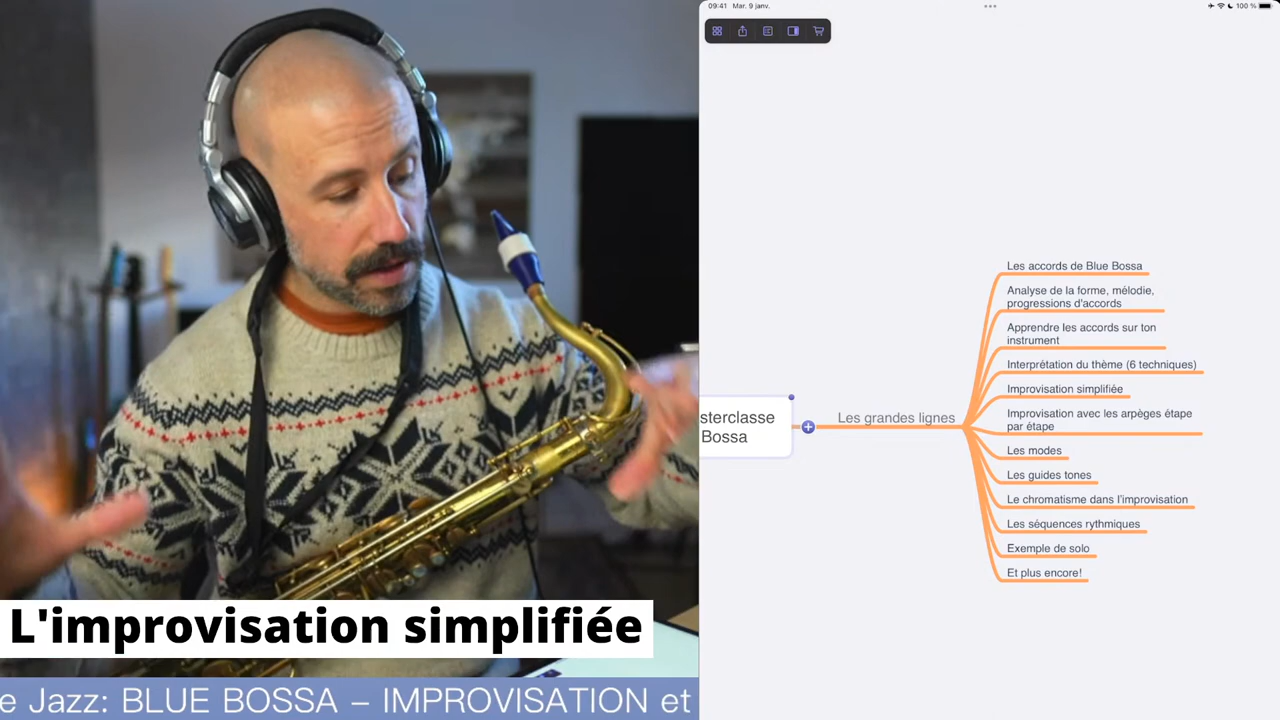 09:41 Mar. 9 janv.
100 %
Les accords de Blue Bossa
Analyse de la forme, mélodie,
progressions d'accords
Apprendre les accords sur ton
instrument
Interprétation du thème (6 techniques)
Improvisation simplifiée
Improvisation avec les arpèges étape
par étape
Les modes
Les guides tones
Le chromatisme dans l'improvisation
Les séquences rythmiques
Exemple de solo
Et plus encore!
Les grandes lignes
sterclasse
Bossa
L'improvisation simplifiée
e Jazz: BLUE BOSSA – IMPROVISATION et